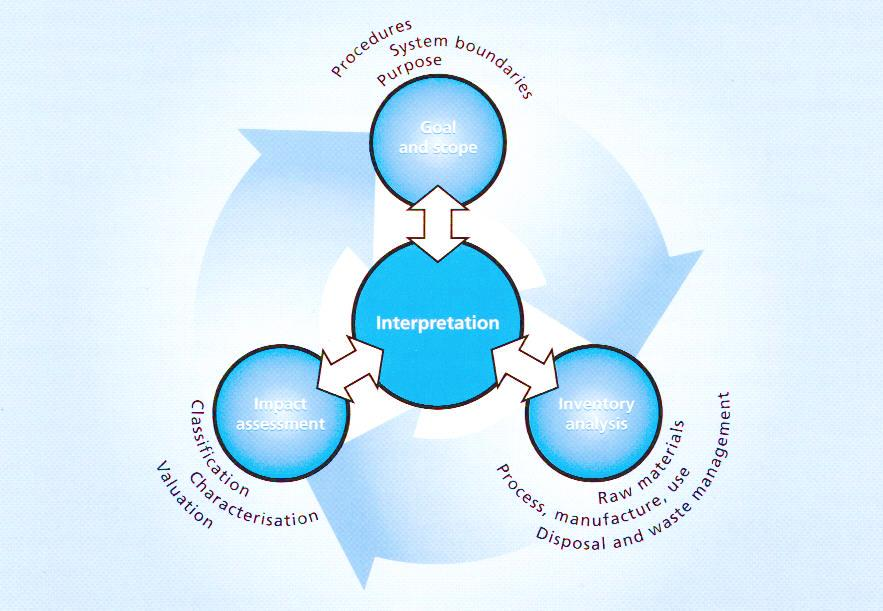 Procedures
System boundaries
Purpose
Goal
and scope
Interpretation
Impact
assessment
Classification
Characterisation
Valuation
Inventory
analysis
Raw materials
Process, manufacture, use
Disposal and waste management